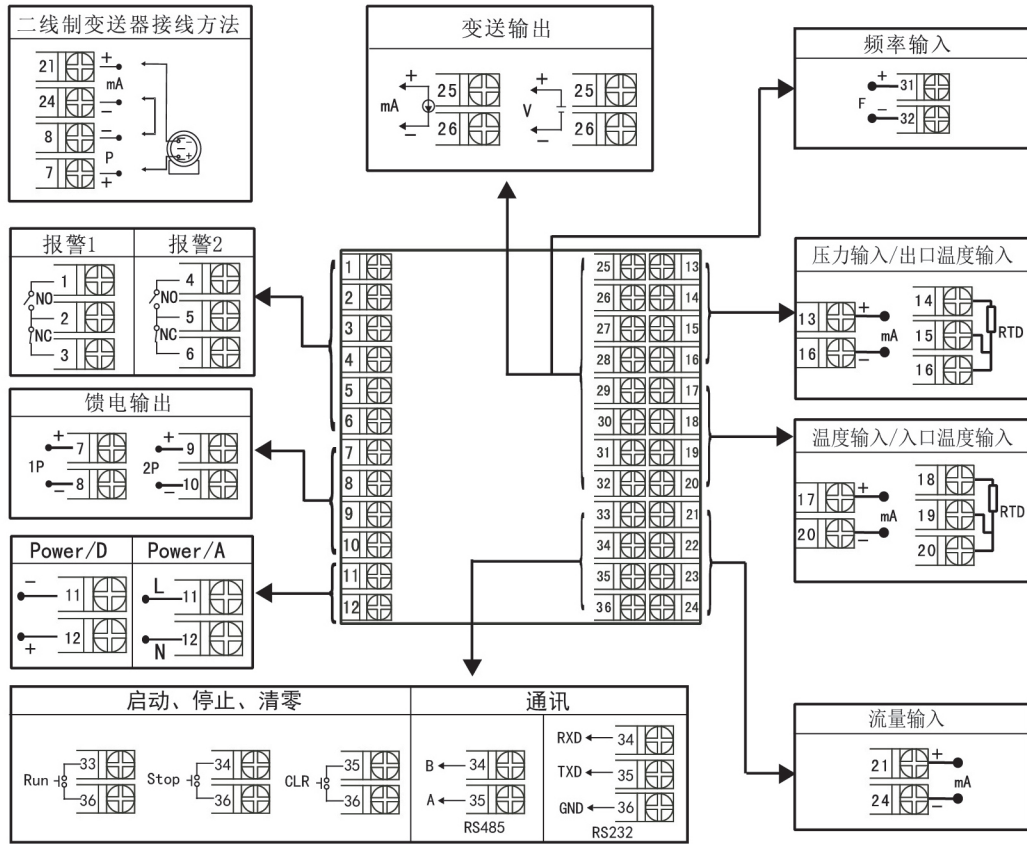 二线制变送器接线方法
21 + mA
24 −
8 − P
7 +
变送输出
+ mA − 25 26
+ V − 25 26
频率输入
+ 31
F
− 32
报警1 报警2
1 NO 2 NC 3
4 NO 5 NC 6
馈电输出
1P + 7 − 8
2P + 9 − 10
Power/D Power/A
− 11 L 11
+ 12 N 12
1 25 13
2 26 14
3 27 15
4 28 16
5 29 17
6 30 18
7 31 19
8 32 20
9 33 21
10 34 22
11 35 23
12 36 24
压力输入/出口温度输入
13 + mA 16 −
14 15 16 RTD
温度输入/入口温度输入
17 + mA 20 −
18 19 20 RTD
启动、停止、清零 通讯
Run 33 36
Stop 34 36
CLR 35 36
B 34
A 35
RS485
RXD 34
TXD 35
GND 36
RS232
流量输入
21 +
mA
24 −